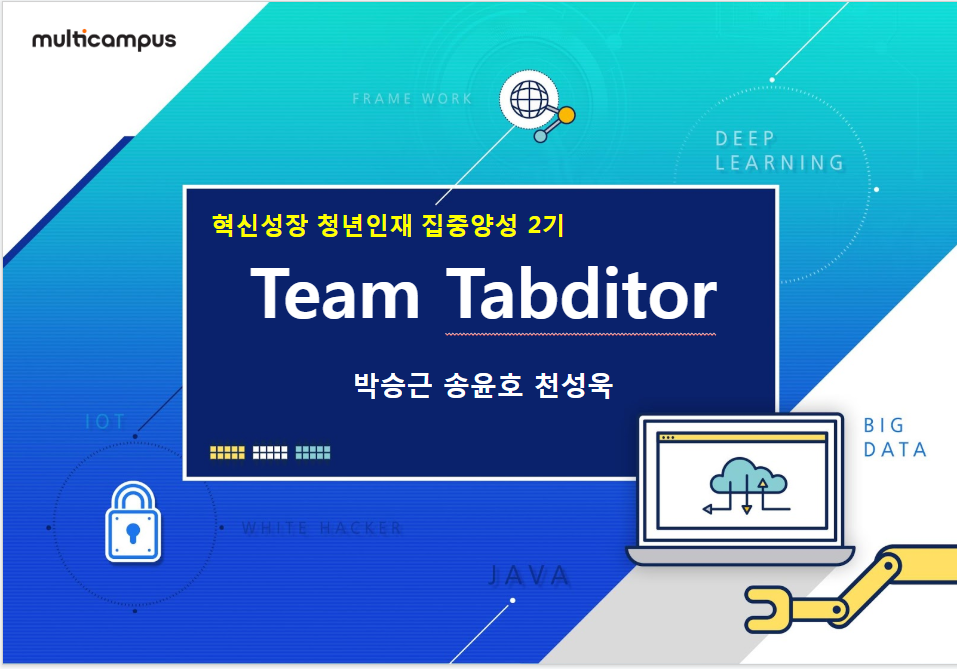 multicampus
FRAME WORK
DEEP
LEARNING
혁신성장 청년인재 집중양성 2기
Team Tabditor
박승근 송윤호 천성욱
IOT
BIG
DATA
WHITE HACKER
JAVA